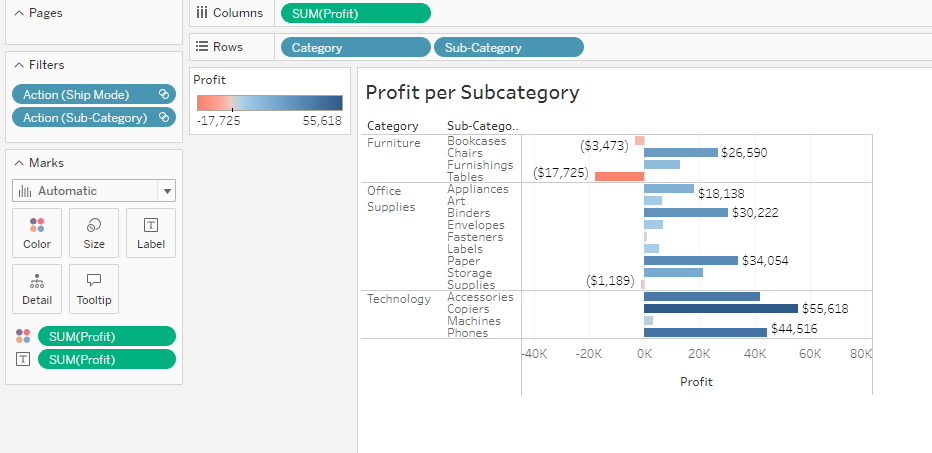 Pages
Columns
SUM(Profit)
Rows
Category
Sub-Category
Filters
Action (Ship Mode)
Action (Sub-Category)
Marks
Automatic
Color
Size
Label
Detail
Tooltip
SUM(Profit)
SUM(Profit)
Profit
-17,725 55,618
Profit per Subcategory
Category Sub-Catego..
Furniture Bookcases ($3,473)
Chairs $26,590
Furnishings
Tables ($17,725)
Office Supplies Appliances $18,138
Art
Binders $30,222
Envelopes
Fasteners
Labels
Paper $34,054
Storage
Supplies ($1,189)
Technology Accessories
Copiers $55,618
Machines
Phones $44,516
-40K -20K 0K 20K 40K 60K 80K
Profit